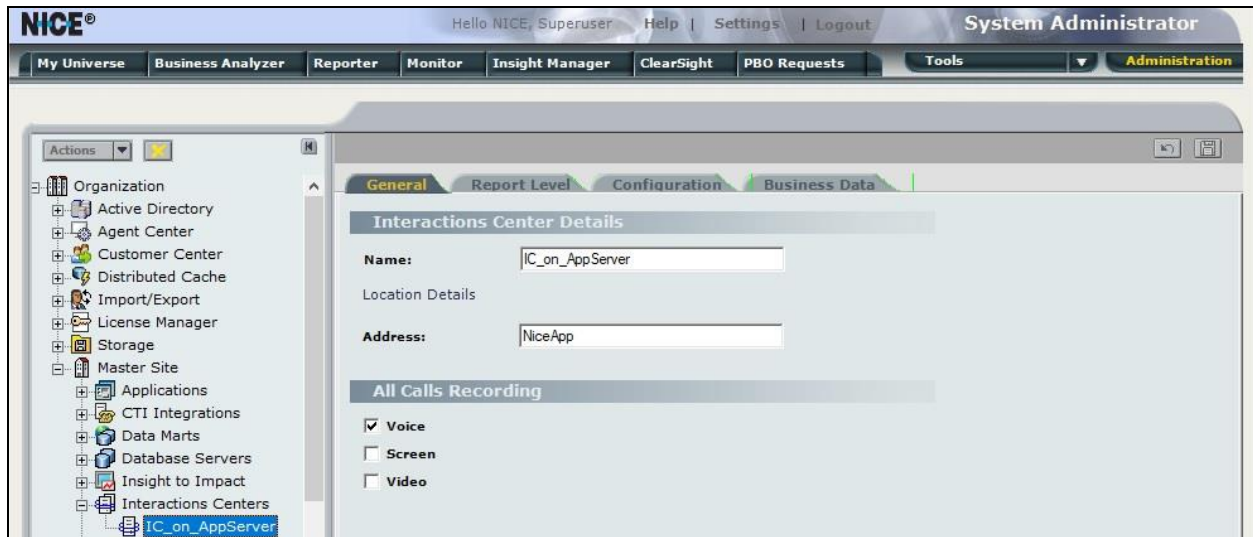 NICE®
Hello NICE, Superuser Help | Settings | Logout System Administrator
My Universe Business Analyzer Reporter Monitor Insight Manager ClearSight PBO Requests Tools Administration
Actions
Organization
Active Directory
Agent Center
Customer Center
Distributed Cache
Import/Export
License Manager
Storage
Master Site
Applications
CTI Integrations
Data Marts
Database Servers
Insight to Impact
Interactions Centers
IC_on_AppServer
General Report Level Configuration Business Data
Interactions Center Details
Name: IC_on_AppServer
Location Details
Address: NiceApp
All Calls Recording
Voice
Screen
Video